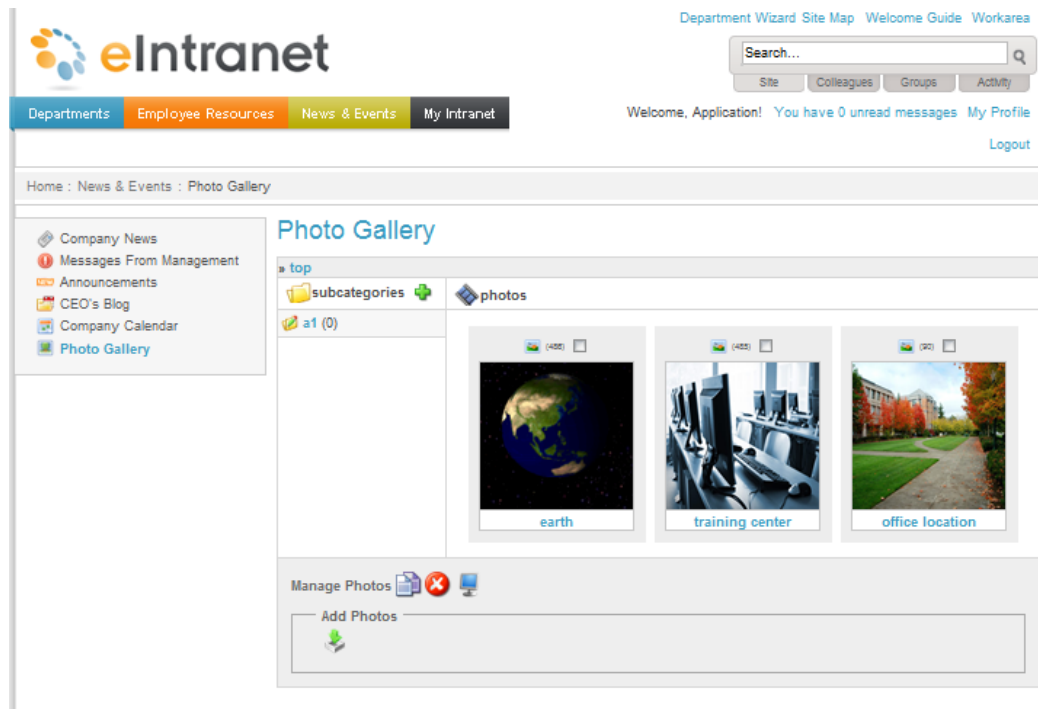 Department Wizard Site Map Welcome Guide Workarea
eIntranet
Search...
Site Colleagues Groups Activity
Departments Employee Resources News & Events My Intranet
Welcome, Application! You have 0 unread messages My Profile
Logout
Home : News & Events : Photo Gallery
Company News
Messages From Management
Announcements
CEO's Blog
Company Calendar
Photo Gallery
Photo Gallery
» top
subcategories
photos
a1 (0)
earth
training center
office location
Manage Photos
Add Photos